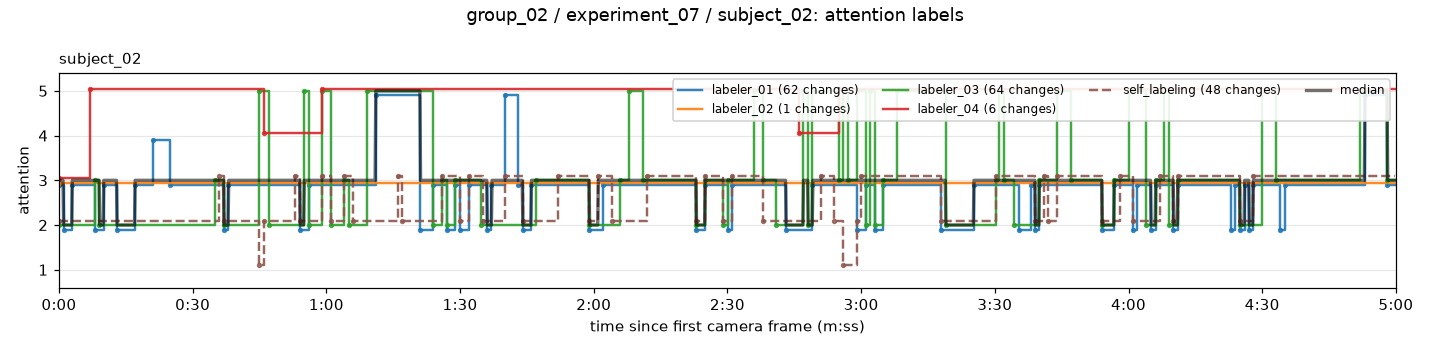 group_02 / experiment_07 / subject_02: attention labels
subject_02
labeler_01 (62 changes)
labeler_02 (1 changes)
labeler_03 (64 changes)
labeler_04 (6 changes)
self_labeling (48 changes)
median
attention
5
4
3
2
1
0:00 0:30 1:00 1:30 2:00 2:30 3:00 3:30 4:00 4:30 5:00
time since first camera frame (m:ss)